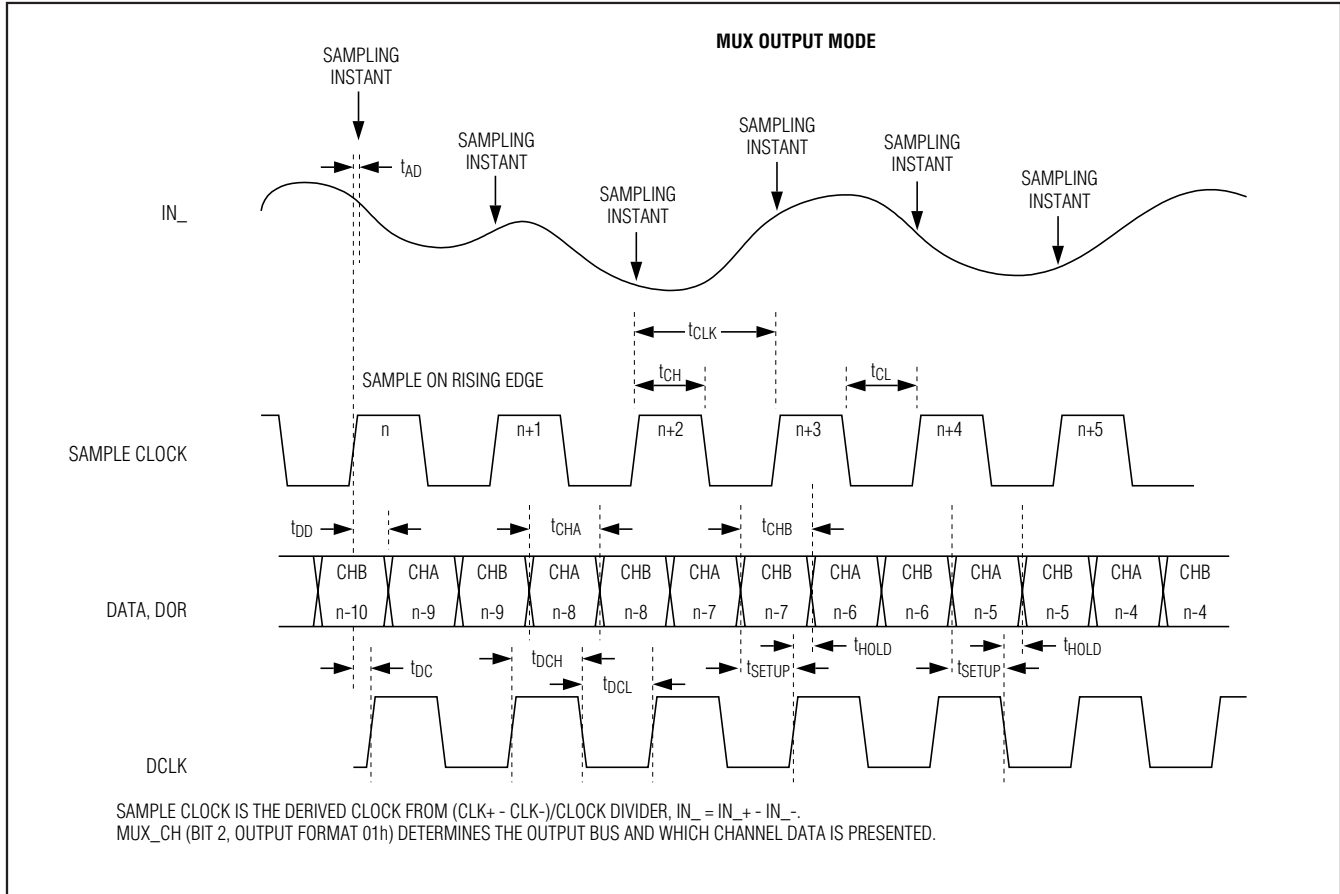 MUX OUTPUT MODE
SAMPLING
INSTANT
SAMPLING
INSTANT
SAMPLING
INSTANT
SAMPLING
INSTANT
SAMPLING
INSTANT
SAMPLING
INSTANT
tAD
IN_
tCLK
tCH
tCL
SAMPLE ON RISING EDGE
SAMPLE CLOCK
n n+1 n+2 n+3 n+4 n+5
tDD tCHA tCHB
DATA, DOR
CHB CHA CHB CHA CHB CHA CHB CHA CHB CHA CHB CHA CHB
n-10 n-9 n-9 n-8 n-8 n-7 n-7 n-6 n-6 n-5 n-5 n-4 n-4
tDC tDCH tDCL tSETUP tHOLD tSETUP tHOLD
DCLK
SAMPLE CLOCK IS THE DERIVED CLOCK FROM (CLK+ - CLK-)/CLOCK DIVIDER, IN_ = IN_+ - IN_-.
MUX_CH (BIT 2, OUTPUT FORMAT 01h) DETERMINES THE OUTPUT BUS AND WHICH CHANNEL DATA IS PRESENTED.